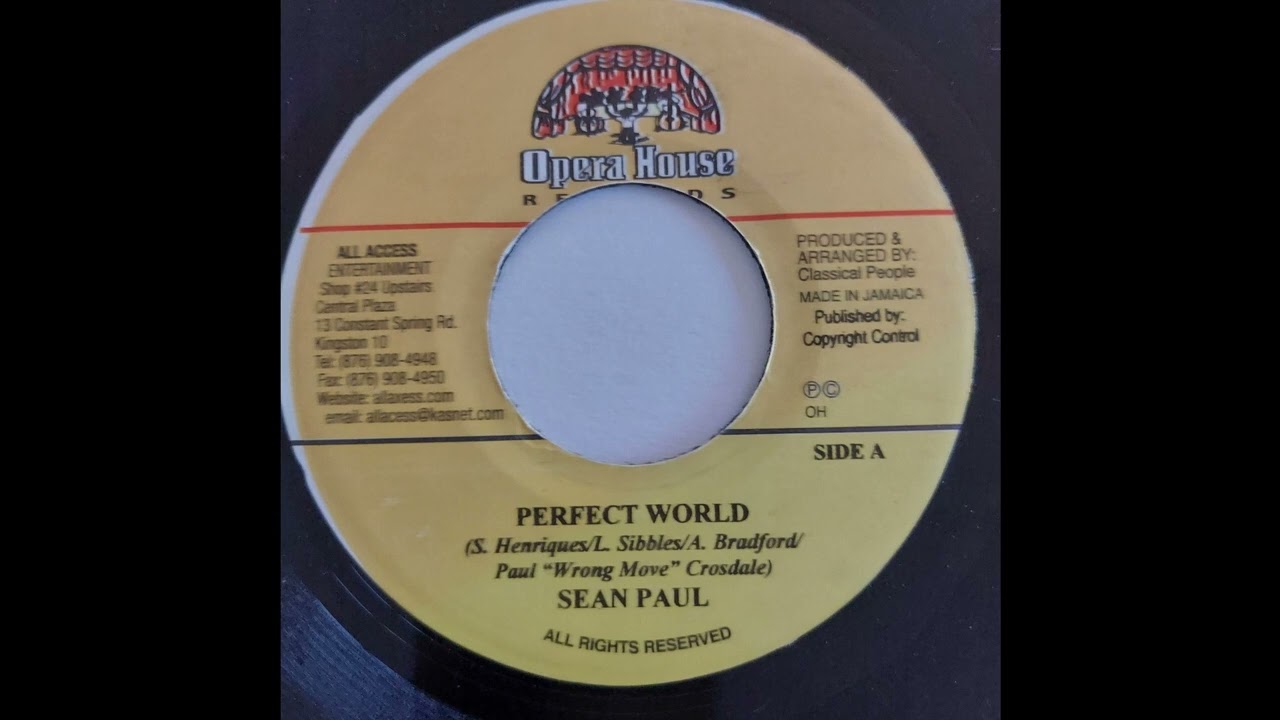 Opera House
RECORDS
ALL ACCESS
ENTERTAINMENT
Shop #24 Upstairs
Central Plaza
13 Constant Spring Rd.
Kingston 10
Tel: (876) 908-4948
Fax: (876) 908-4950
Website: allaxess.com
email: allacess@kasnet.com
PRODUCED &
ARRANGED BY:
Classical People
MADE IN JAMAICA
Published by:
Copyright Control
ⓅⒸ
OH
SIDE A
PERFECT WORLD
(S. Henriques/L. Sibbles/A. Bradford/
Paul “Wrong Move” Crosdale)
SEAN PAUL
ALL RIGHTS RESERVED